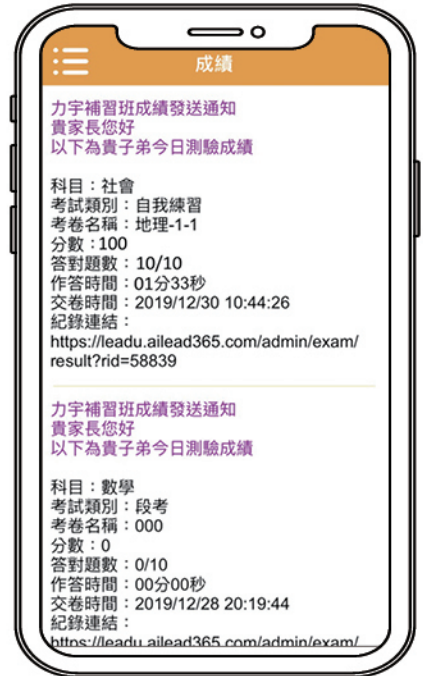 成績
力宇補習班成績發送通知
貴家長您好
以下為貴子弟今日測驗成績
科目：社會
考試類別：自我練習
考卷名稱：地理-1-1
分數：100
答對題數：10/10
作答時間：01分33秒
交卷時間：2019/12/30 10:44:26
紀錄連結：
https://leadu.ailead365.com/admin/exam/
result?rid=58839
力宇補習班成績發送通知
貴家長您好
以下為貴子弟今日測驗成績
科目：數學
考試類別：段考
考卷名稱：000
分數：0
答對題數：0/10
作答時間：00分00秒
交卷時間：2019/12/28 20:19:44
紀錄連結：
https://leadu.ailead365.com/admin/exam/